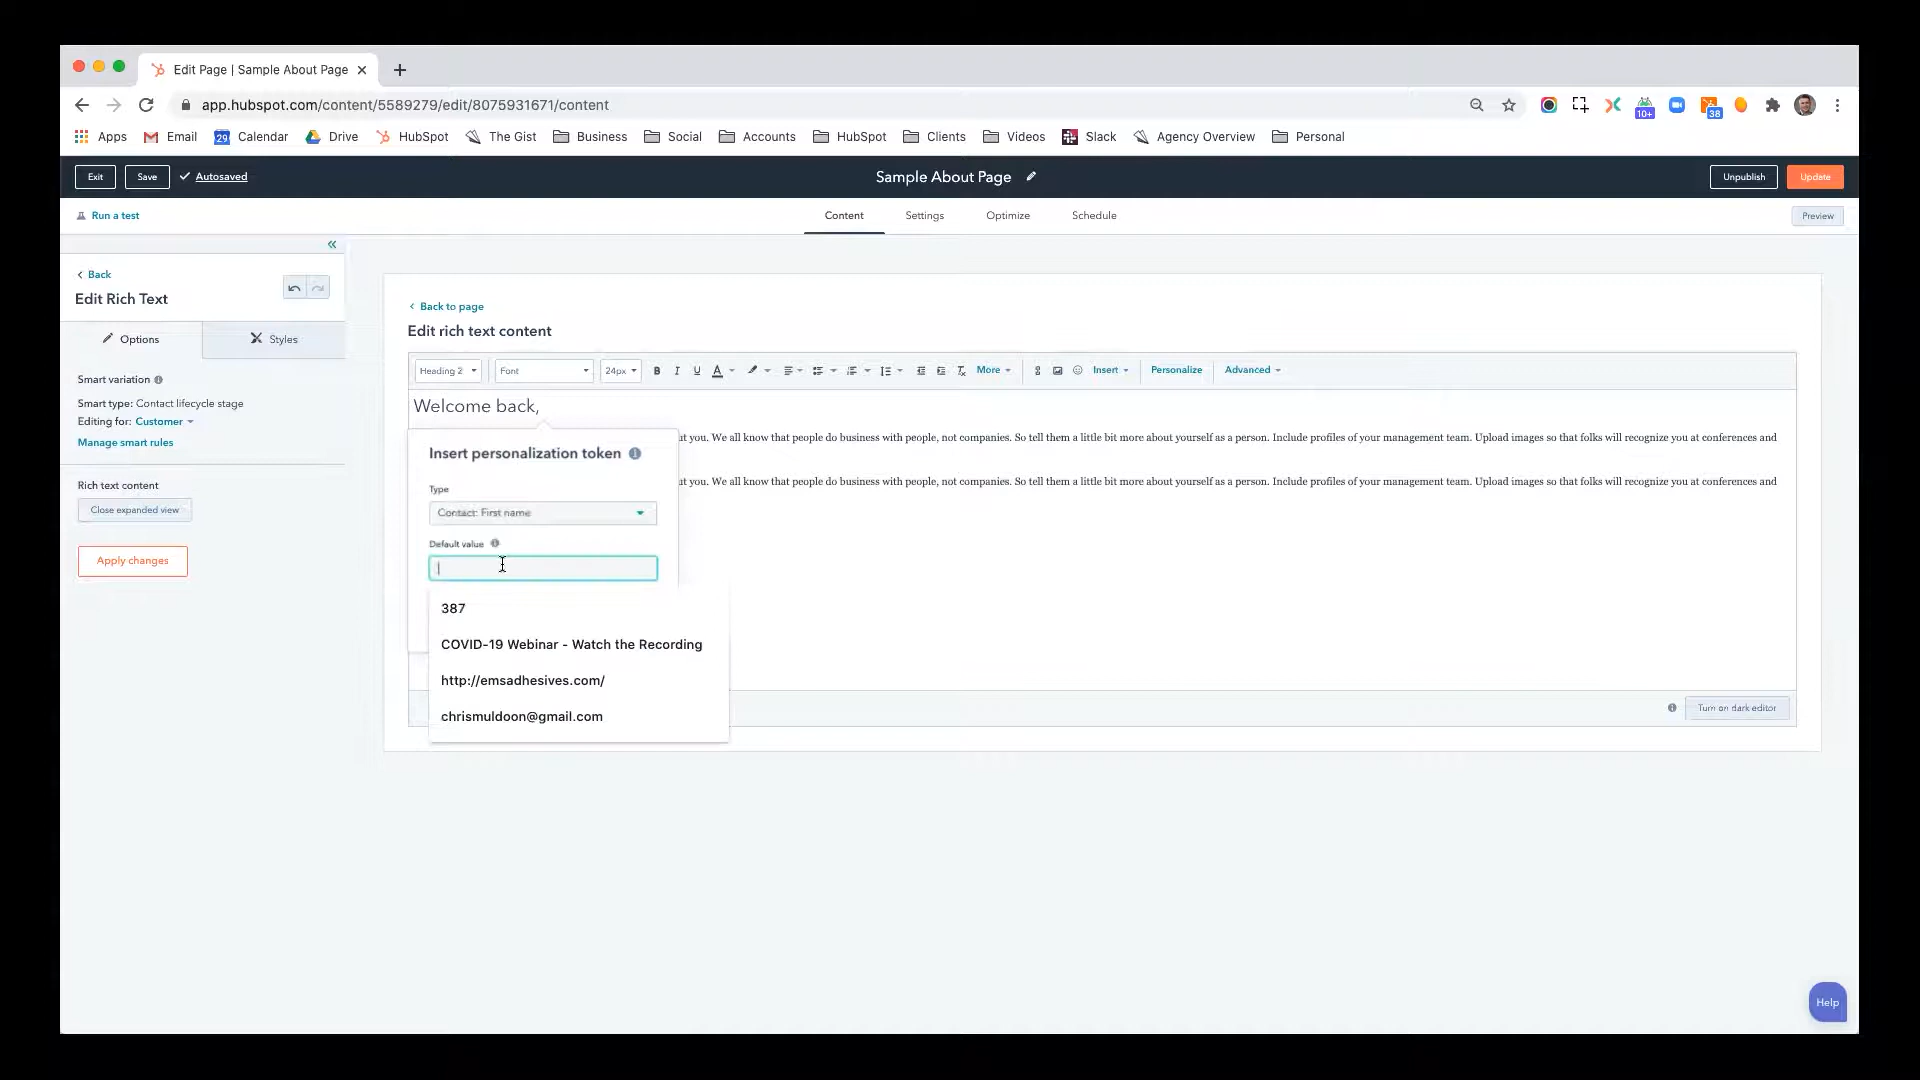 Edit Page | Sample About Page
app.hubspot.com/content/5589279/edit/8075931671/content
10+
38
Apps Email 29 Calendar Drive HubSpot The Gist Business Social Accounts HubSpot Clients Videos Slack Agency Overview Personal
Exit Save Autosaved Sample About Page Unpublish Update
Run a test Content Settings Optimize Schedule Preview
«
Back
Edit Rich Text
Options Styles
Smart variation
Smart type: Contact lifecycle stage
Editing for: Customer
Manage smart rules
Rich text content
Close expanded view
Apply changes
Back to page
Edit rich text content
Heading 2 Font 24px B I U A More Insert Personalize Advanced
Welcome back,
ut you. We all know that people do business with people, not companies. So tell them a little bit more about yourself as a person. Include profiles of your management team. Upload images so that folks will recognize you at conferences and
ut you. We all know that people do business with people, not companies. So tell them a little bit more about yourself as a person. Include profiles of your management team. Upload images so that folks will recognize you at conferences and
Insert personalization token
Type
Contact: First name
Default value
387
COVID-19 Webinar - Watch the Recording
http://emsadhesives.com/
chrismuldoon@gmail.com
Turn on dark editor
Help